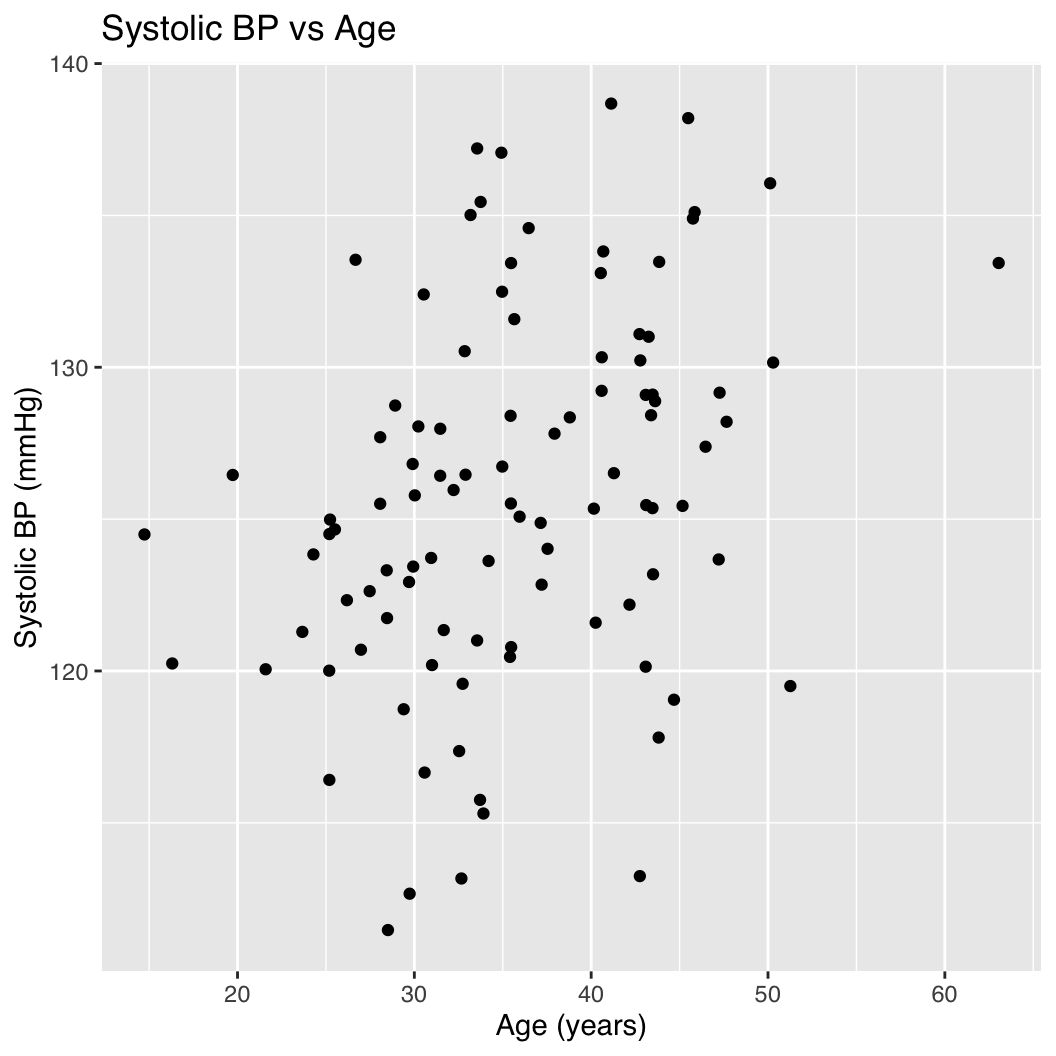 Systolic BP vs Age
140
130
120
Systolic BP (mmHg)
20 30 40 50 60
Age (years)